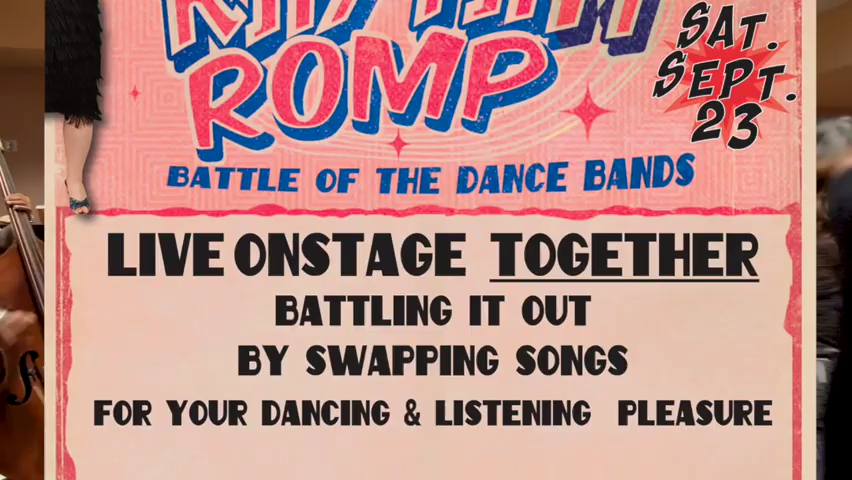 ROMP
SAT.
SEPT.
23
BATTLE OF THE DANCE BANDS
LIVE ONSTAGE TOGETHER
BATTLING IT OUT
BY SWAPPING SONGS
FOR YOUR DANCING & LISTENING PLEASURE